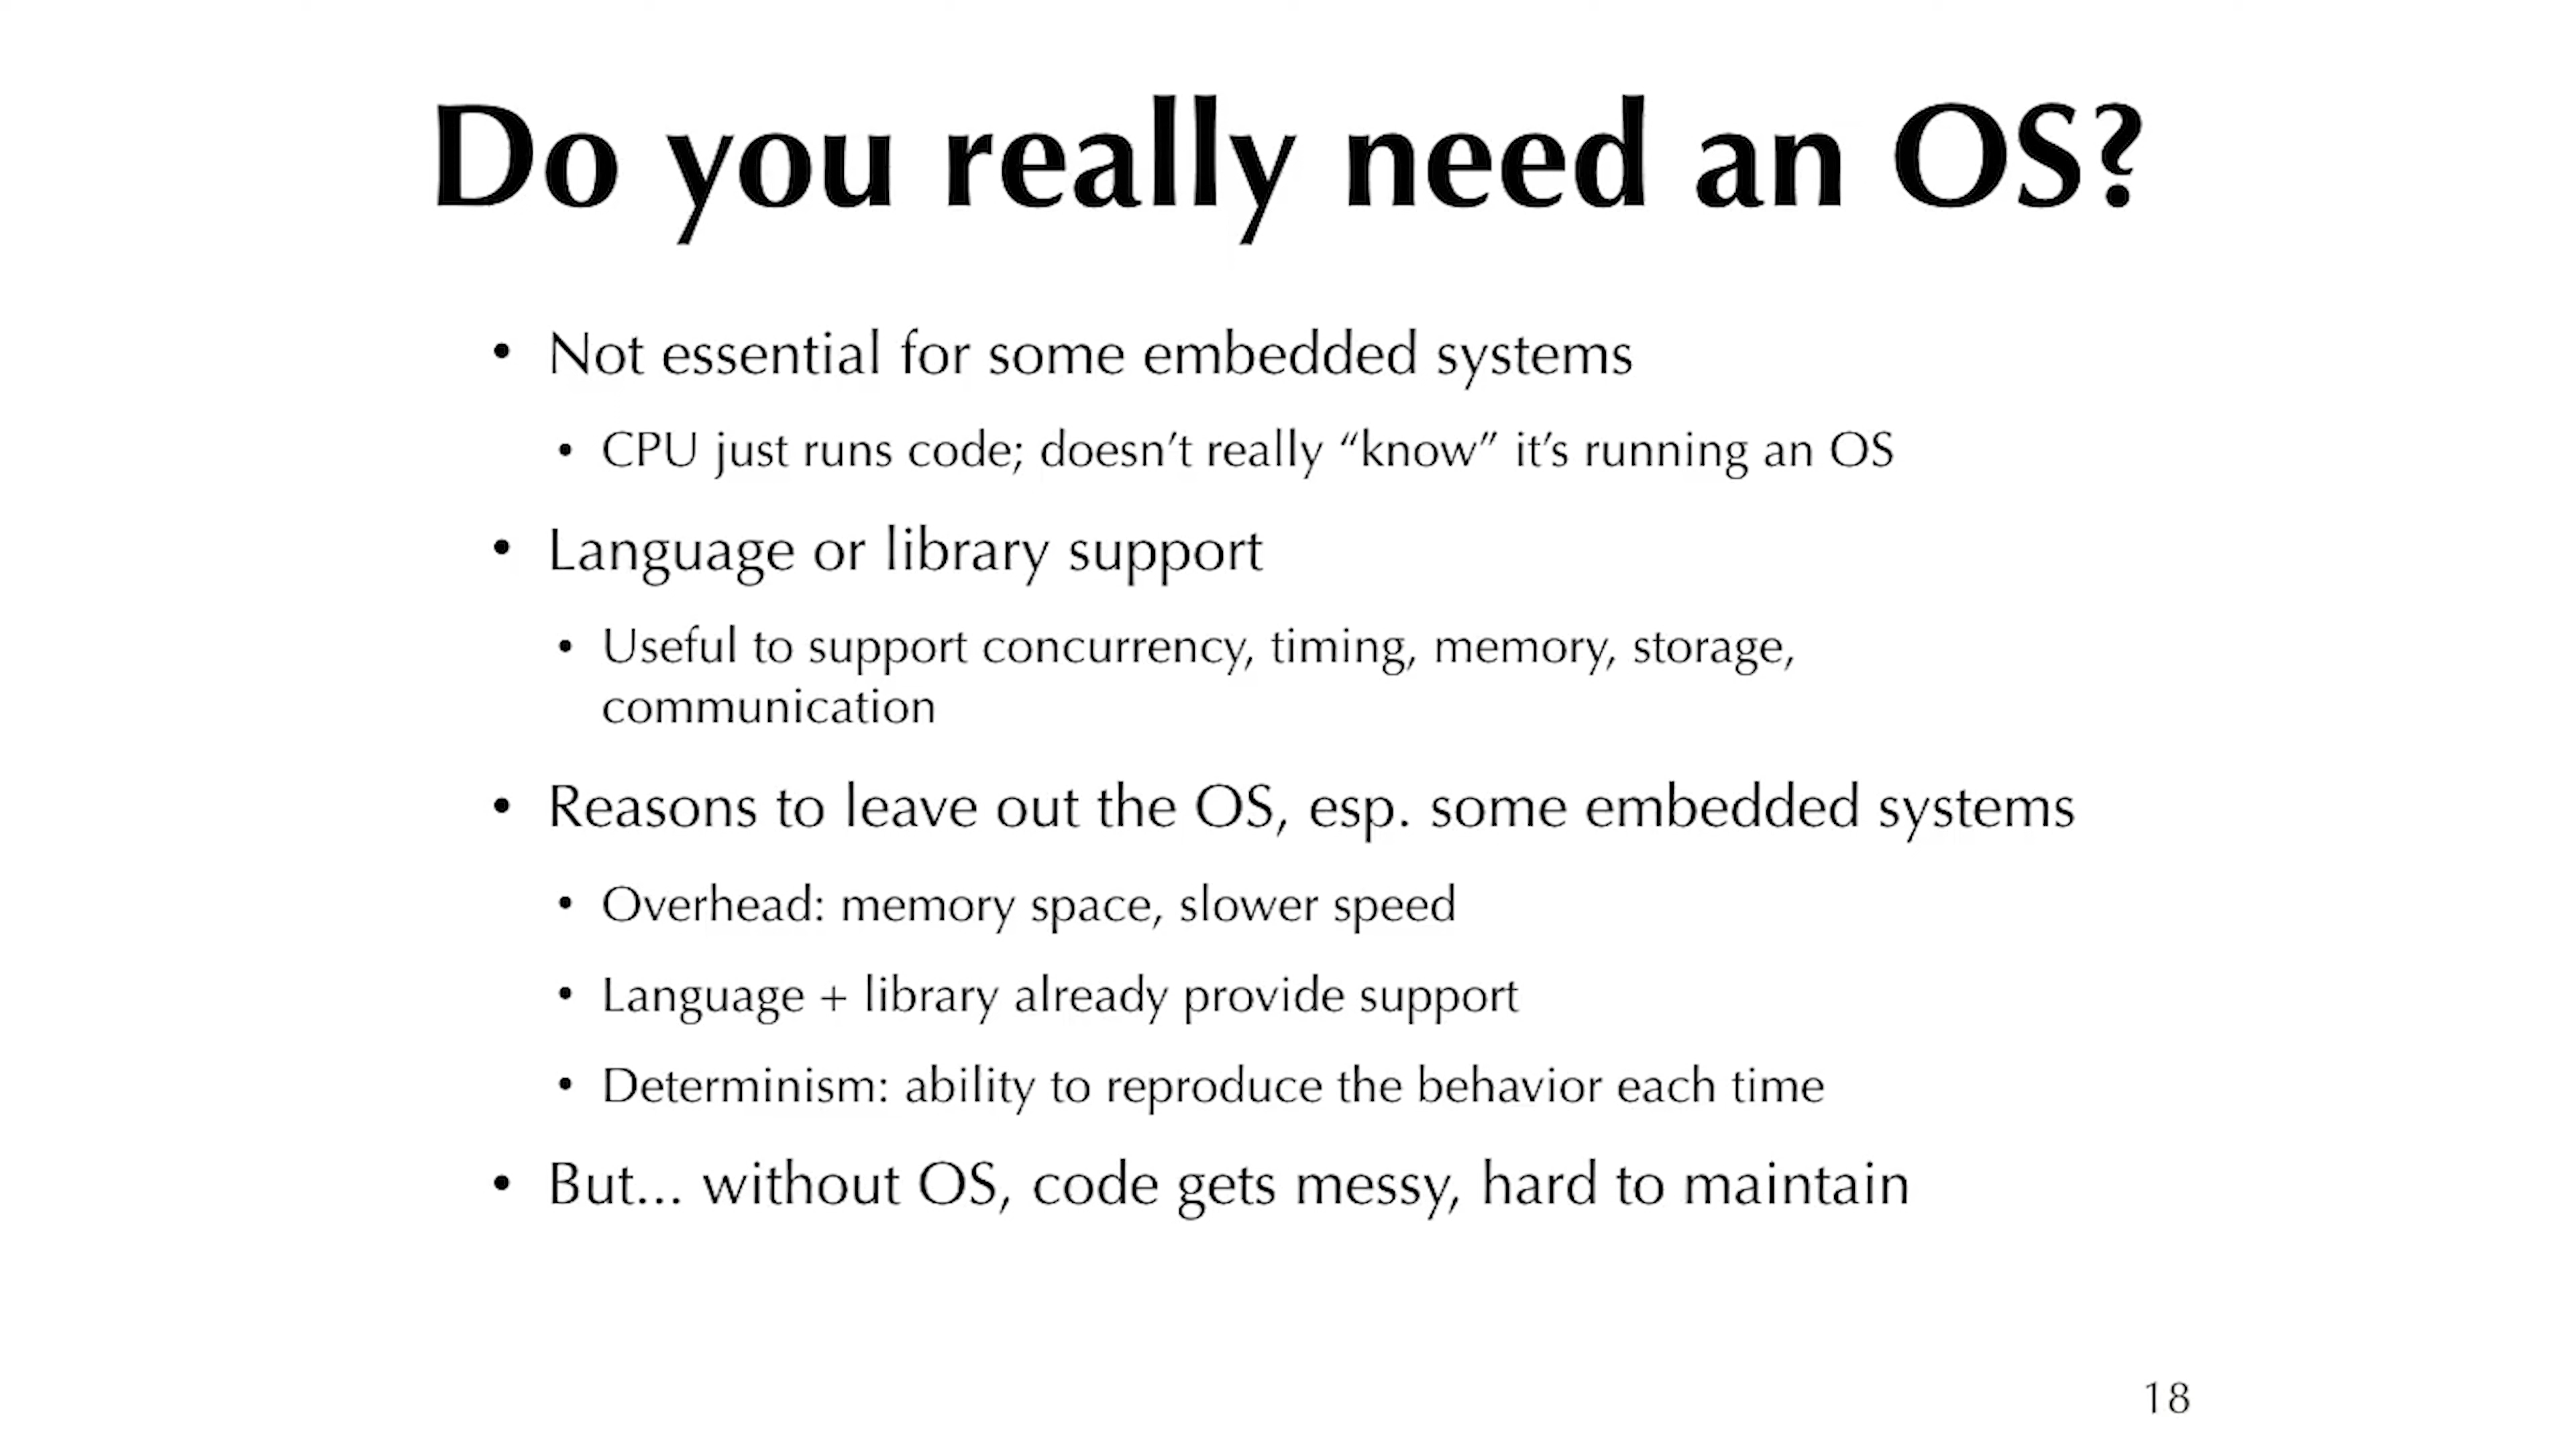 Do you really need an OS?
• Not essential for some embedded systems
• CPU just runs code; doesn’t really “know” it’s running an OS
• Language or library support
• Useful to support concurrency, timing, memory, storage,
communication
• Reasons to leave out the OS, esp. some embedded systems
• Overhead: memory space, slower speed
• Language + library already provide support
• Determinism: ability to reproduce the behavior each time
• But... without OS, code gets messy, hard to maintain
18